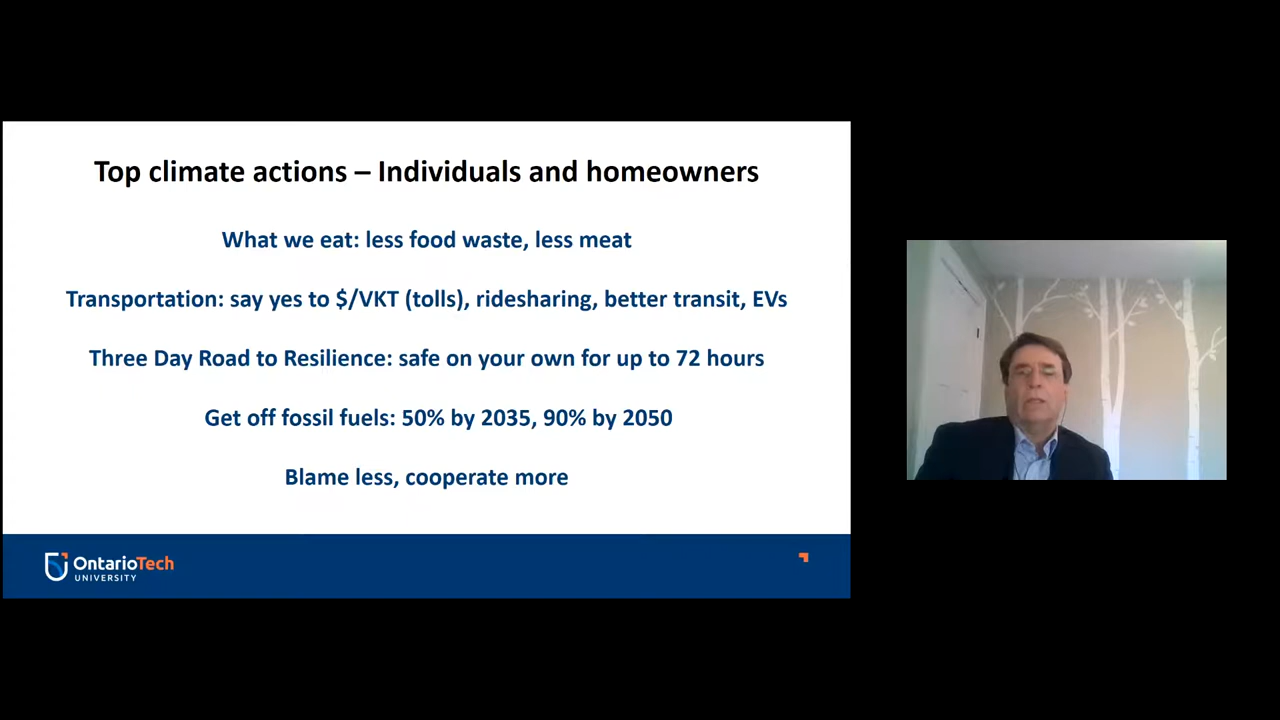 Top climate actions – Individuals and homeowners
What we eat: less food waste, less meat
Transportation: say yes to $/VKT (tolls), ridesharing, better transit, EVs
Three Day Road to Resilience: safe on your own for up to 72 hours
Get off fossil fuels: 50% by 2035, 90% by 2050
Blame less, cooperate more
OntarioTech
UNIVERSITY